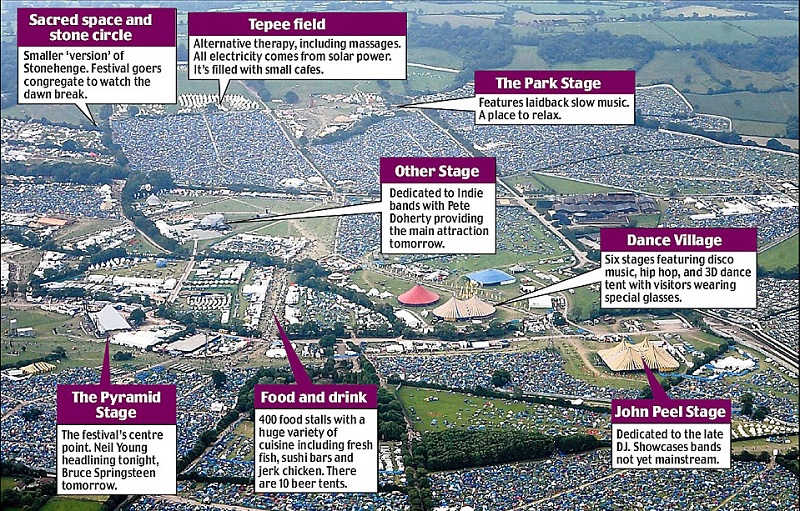 Sacred space and
stone circle
Smaller ‘version’ of
Stonehenge. Festival goers
congregate to watch the
dawn break.
Tepee field
Alternative therapy, including massages.
All electricity comes from solar power.
It’s filled with small cafes.
The Park Stage
Features laidback slow music.
A place to relax.
Other Stage
Dedicated to Indie
bands with Pete
Doherty providing
the main attraction
tomorrow.
Dance Village
Six stages featuring disco
music, hip hop, and 3D dance
tent with visitors wearing
special glasses.
The Pyramid
Stage
The festival’s centre
point. Neil Young
headlining tonight,
Bruce Springsteen
tomorrow.
Food and drink
400 food stalls with a
huge variety of
cuisine including fresh
fish, sushi bars and
jerk chicken. There
are 10 beer tents.
John Peel Stage
Dedicated to the late
DJ. Showcases bands
not yet mainstream.